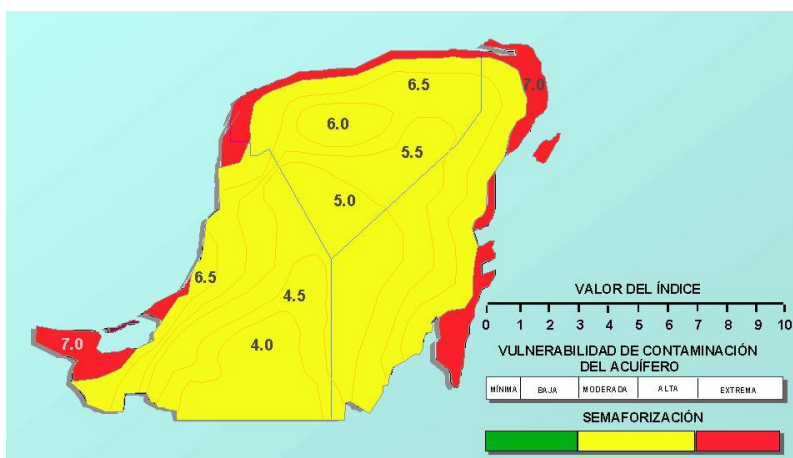 6.5
7.0
6.0
5.5
5.0
6.5
4.5
7.0
4.0
VALOR DEL ÍNDICE
0 1 2 3 4 5 6 7 8 9 10
VULNERABILIDAD DE CONTAMINACIÓN
DEL ACUÍFERO
MÍNIMA BAJA MODERADA ALTA EXTREMA
SEMAFORIZACIÓN